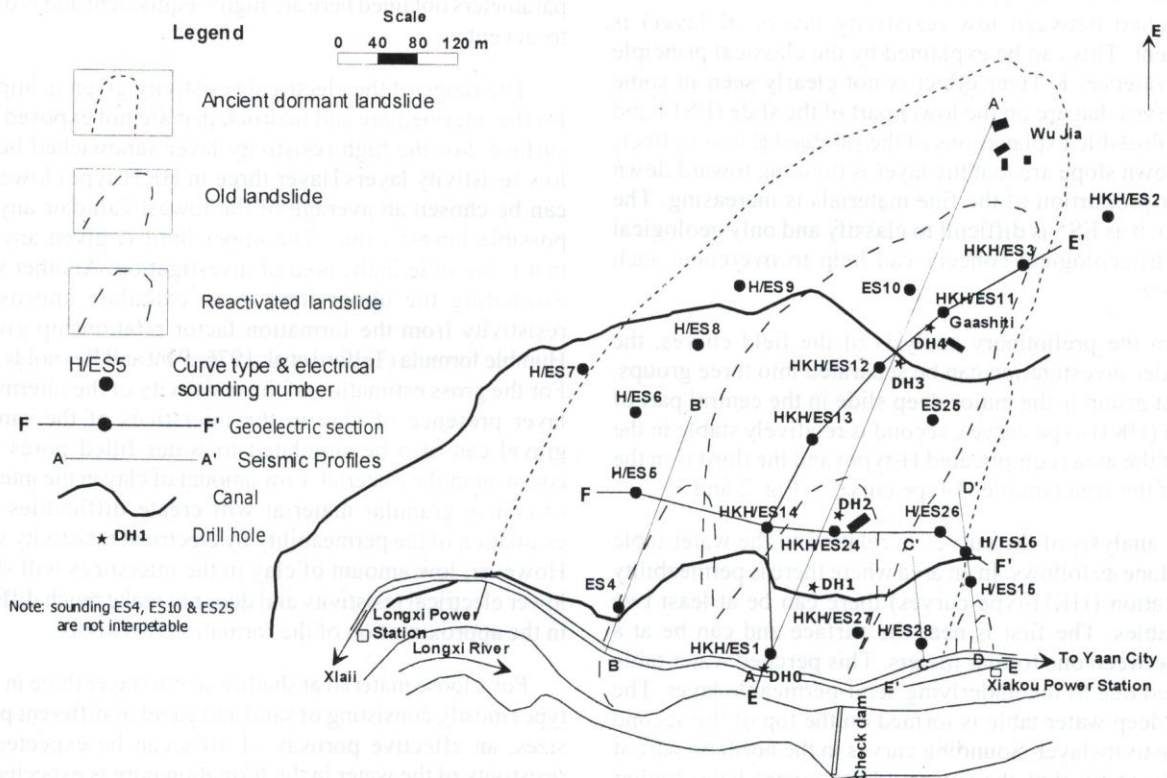 Legend
Scale
0 40 80 120 m
Ancient dormant landslide
Old landslide
Reactivated landslide
H/ES5
Curve type & electrical
sounding number
F F' Geoelectric section
A A' Seismic Profiles
Canal
Drill hole
DH1
Note: sounding ES4, ES10 & ES25
are not interpetable
E
A'
Wu Jia
HKH/ES2
E'
HKH/ES3
H/ES9
ES10
HKH/ES11
Gaashiti
H/ES8
DH4
H/ES7
HKH/ES12
DH3
H/ES6
B'
HKH/ES13
ES25
H/ES5
F
D'
DH2
HKH/ES14
H/ES26
HKH/ES24
C'
H/ES16
F'
DH1
H/ES15
ES4
HKH/ES27
H/ES28
Longxi Power
Station
Longxi River
HKH/ES1
To Yaan City
B
A
DH0
C
D
E
Xlaii
E
E'
Xiakou Power Station
Check dam